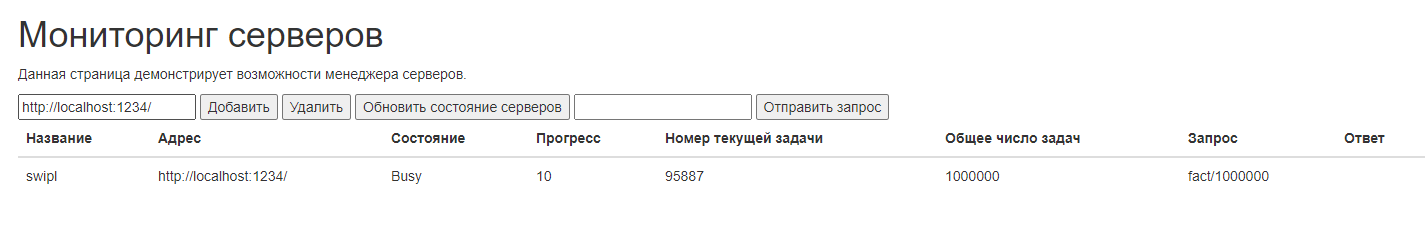 Мониторинг серверов
Данная страница демонстрирует возможности менеджера серверов.
http://localhost:1234/ Добавить Удалить Обновить состояние серверов Отправить запрос
Название Адрес Состояние Прогресс Номер текущей задачи Общее число задач Запрос Ответ
swipl http://localhost:1234/ Busy 10 95887 1000000 fact/1000000